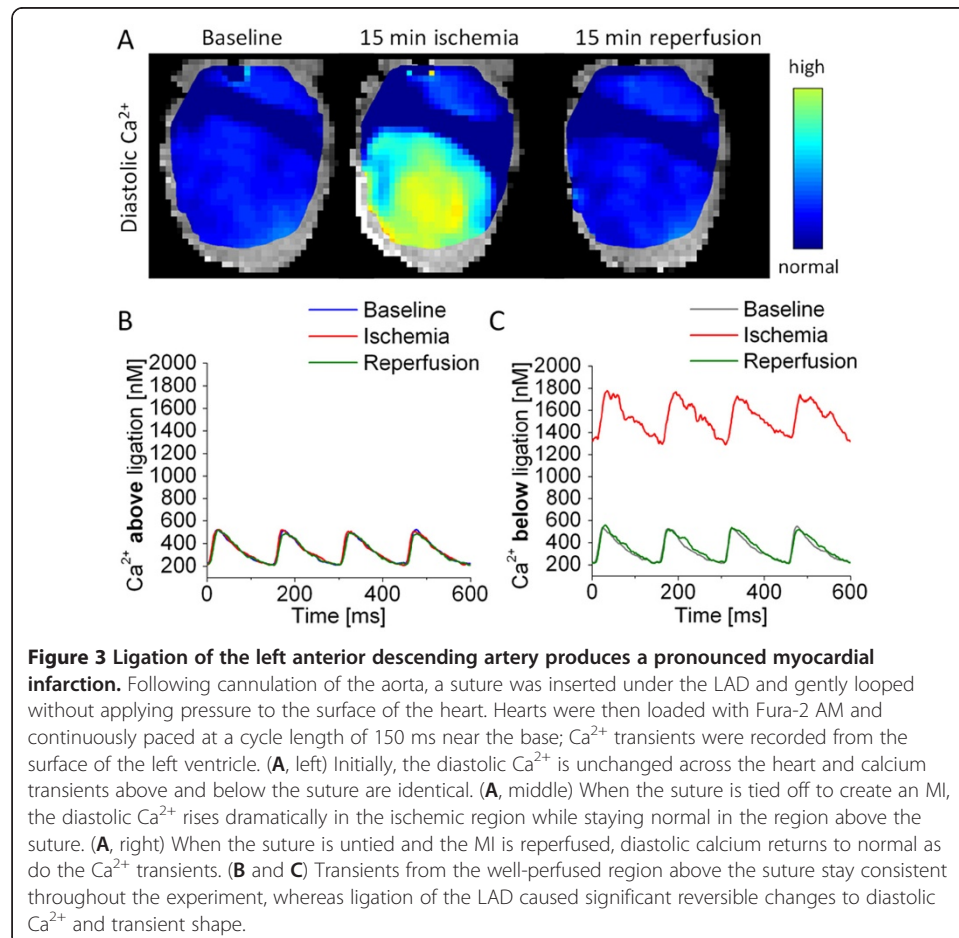 A
Baseline
15 min ischemia
15 min reperfusion
Diastolic Ca²⁺
high
normal
B
Baseline
Ischemia
Reperfusion
Ca²⁺ above ligation [nM]
2000
1800
1600
1400
1200
1000
800
600
400
200
0
200
400
600
Time [ms]
C
Baseline
Ischemia
Reperfusion
Ca²⁺ below ligation [nM]
2000
1800
1600
1400
1200
1000
800
600
400
200
0
200
400
600
Time [ms]
Figure 3 Ligation of the left anterior descending artery produces a pronounced myocardial
infarction. Following cannulation of the aorta, a suture was inserted under the LAD and gently looped
without applying pressure to the surface of the heart. Hearts were then loaded with Fura-2 AM and
continuously paced at a cycle length of 150 ms near the base; Ca²⁺ transients were recorded from the
surface of the left ventricle. (A, left) Initially, the diastolic Ca²⁺ is unchanged across the heart and calcium
transients above and below the suture are identical. (A, middle) When the suture is tied off to create an MI,
the diastolic Ca²⁺ rises dramatically in the ischemic region while staying normal in the region above the
suture. (A, right) When the suture is untied and the MI is reperfused, diastolic calcium returns to normal as
do the Ca²⁺ transients. (B and C) Transients from the well-perfused region above the suture stay consistent
throughout the experiment, whereas ligation of the LAD caused significant reversible changes to diastolic
Ca²⁺ and transient shape.